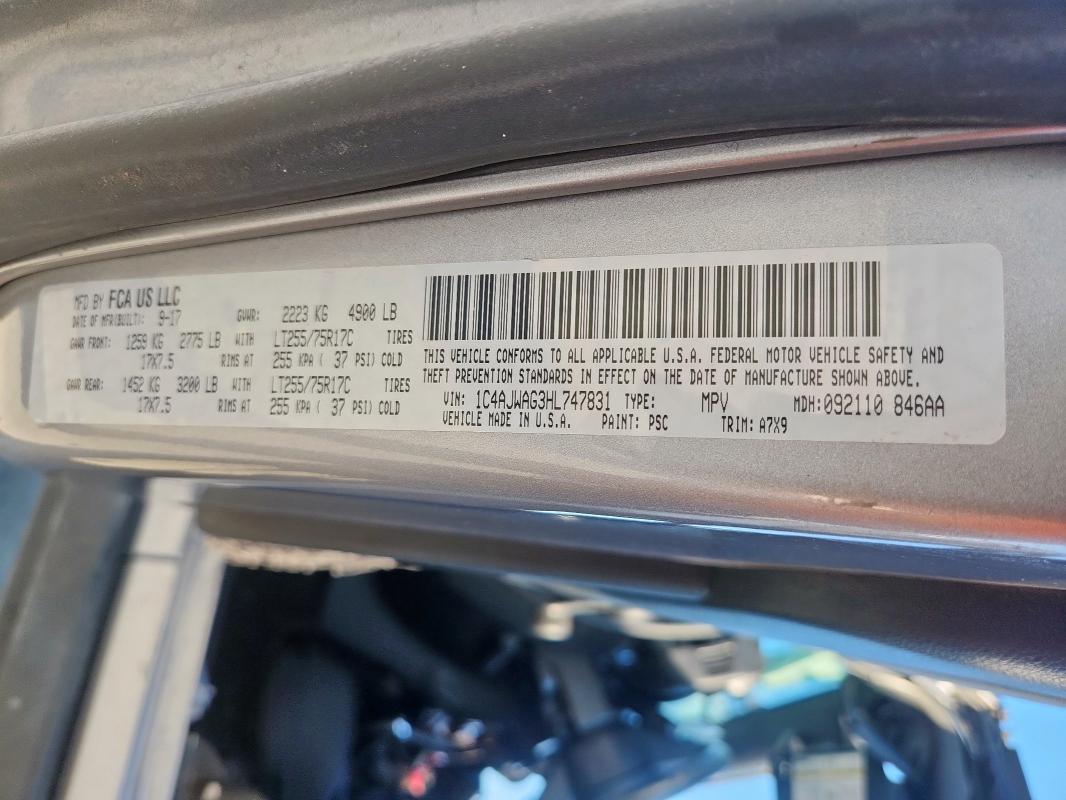 MFD BY FCA US LLC
DATE OF MFR(BUILT): 9-17 GVWR: 2223 KG 4900 LB
GAWR FRONT: 1259 KG 2775 LB WITH LT255/75R17C TIRES
17X7.5 RIMS AT 255 KPA ( 37 PSI) COLD
GAWR REAR: 1452 KG 3200 LB WITH LT255/75R17C TIRES
17X7.5 RIMS AT 255 KPA ( 37 PSI) COLD
THIS VEHICLE CONFORMS TO ALL APPLICABLE U.S.A. FEDERAL MOTOR VEHICLE SAFETY AND
THEFT PREVENTION STANDARDS IN EFFECT ON THE DATE OF MANUFACTURE SHOWN ABOVE.
VIN: 1C4AJWAG3HL747831 TYPE: MPV MDH:092110 846AA
VEHICLE MADE IN U.S.A. PAINT: PSC TRIM: A7X9